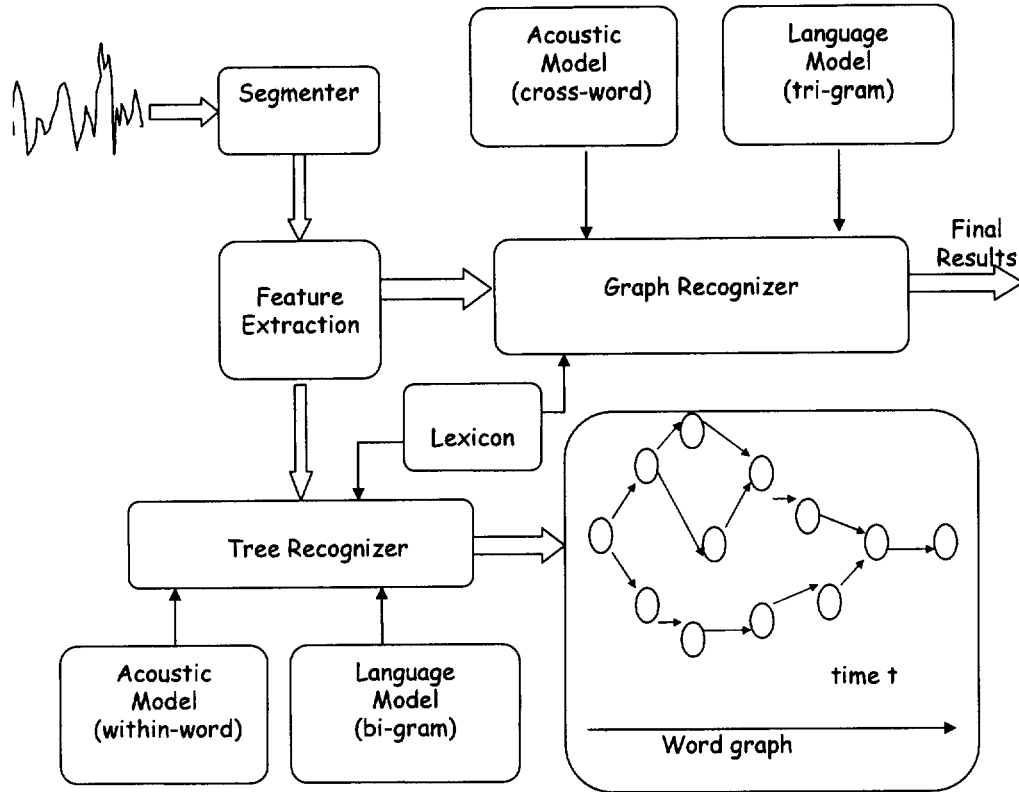 Acoustic
Model
(cross-word)
Language
Model
(tri-gram)
Segmenter
Final
Results
Feature
Extraction
Graph Recognizer
Lexicon
Tree Recognizer
Acoustic
Model
(within-word)
Language
Model
(bi-gram)
time t
Word graph